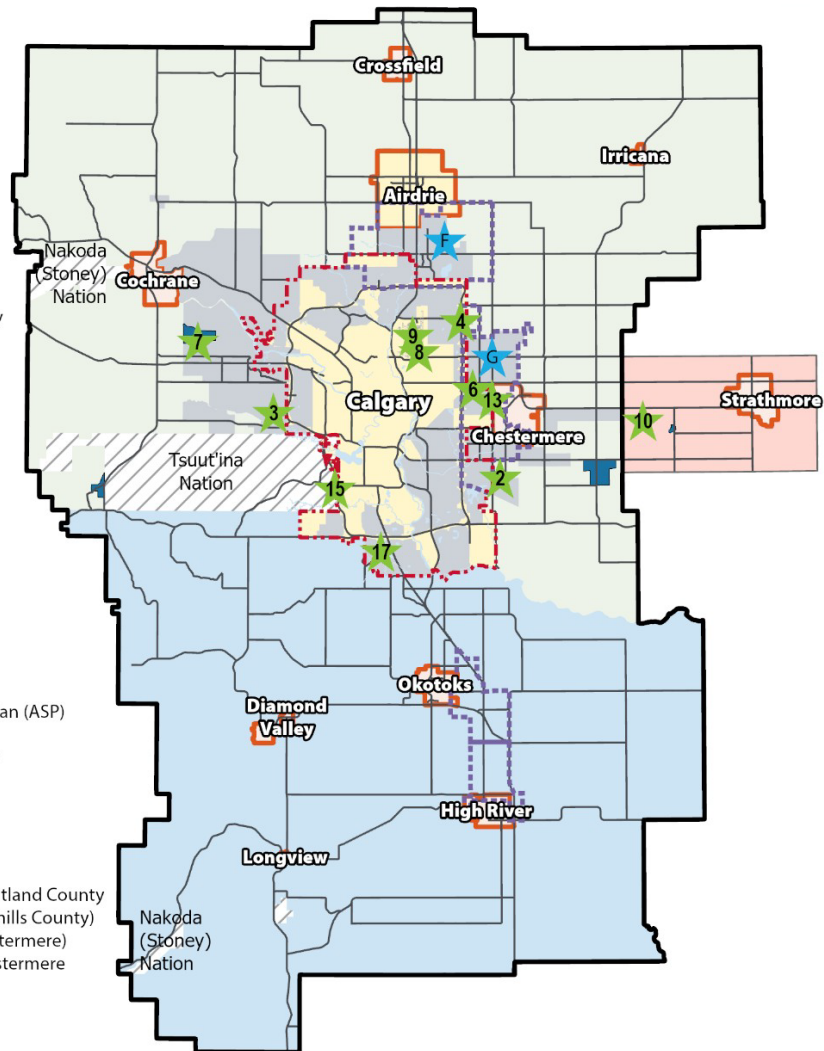 Crossfield
Irricana
Airdrie
F
Nakoda
(Stoney)
Nation
Cochrane
y
4
9
8
7
G
6
13
Calgary
Strathmore
3
10
Chestermere
Tsuut'ina
Nation
2
15
17
Okotoks
an (ASP)
Diamond
Valley
High River
Longview
tland County
hills County)
termere)
stermere
Nakoda
(Stoney)
Nation